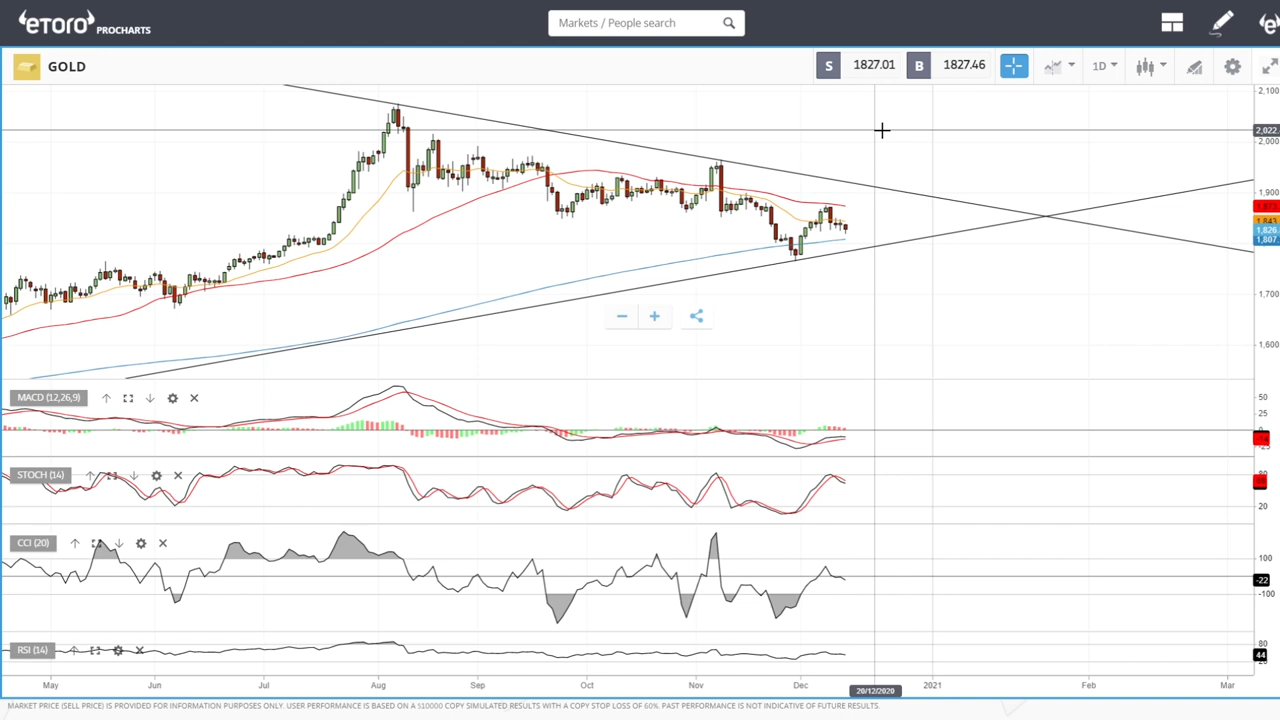 eTORO PROCHARTS
Markets / People search
GOLD
S 1827.01 B 1827.46
1D
2,100
2,022
2,000
1,900
1,843
1,826
1,807
1,700
1,600
MACD (12,26,9)
50
25
STOCH (14)
80
20
CCI (20)
100
-22
-100
RSI (14)
80
44
20
May Jun Jul Aug Sep Oct Nov Dec 2021 Feb Mar
20/12/2020
MARKET PRICE (SELL PRICE) IS PROVIDED FOR INFORMATION PURPOSES ONLY. USER PERFORMANCE IS BASED ON A $10000 COPY SIMULATED RESULTS WITH A COPY STOP LOSS OF 60%. PAST PERFORMANCE IS NOT INDICATIVE OF FUTURE RESULTS.